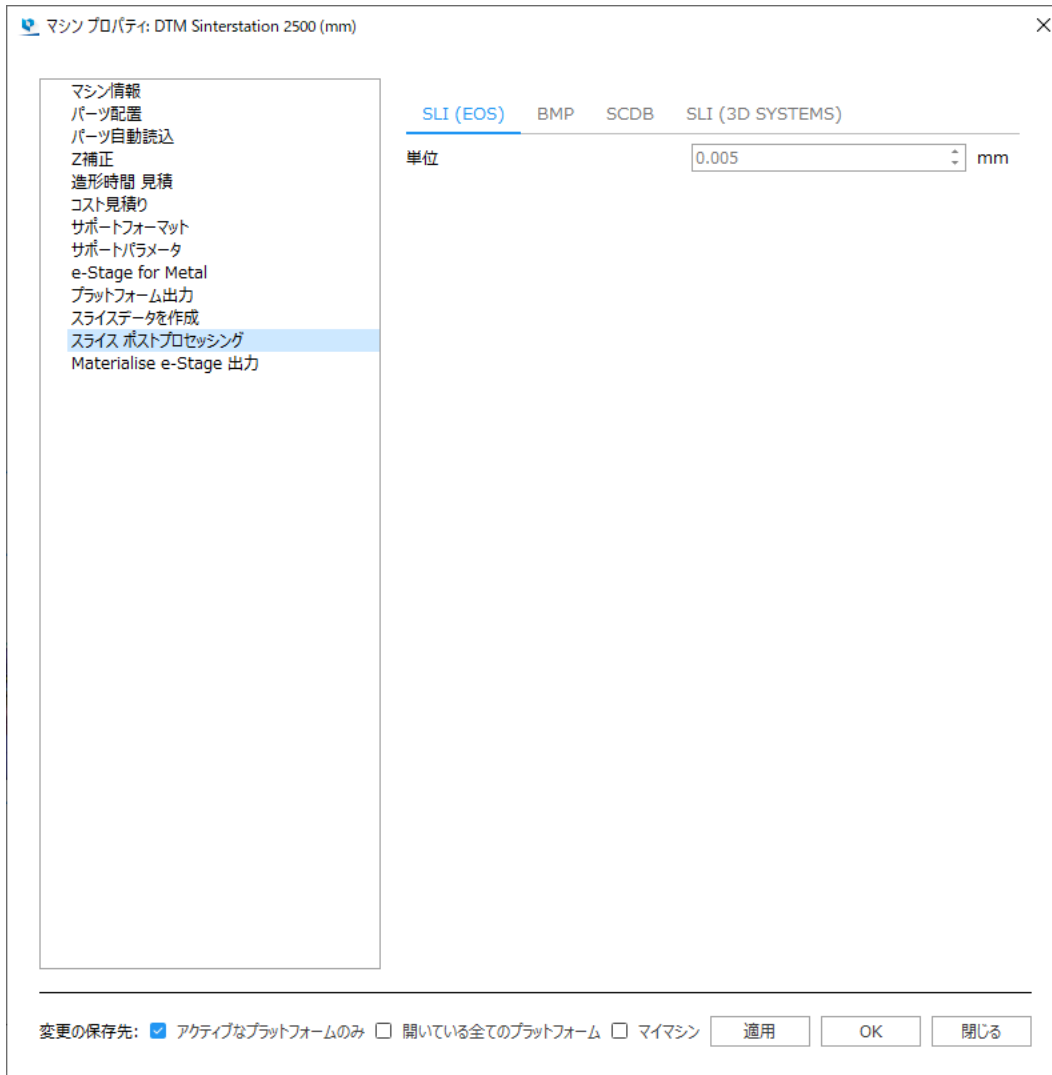 マシン プロパティ: DTM Sinterstation 2500 (mm)
マシン情報
パーツ配置
パーツ自動読込
Z補正
造形時間 見積
コスト見積り
サポートフォーマット
サポートパラメータ
e-Stage for Metal
プラットフォーム出力
スライスデータを作成
スライス ポストプロセッシング
Materialise e-Stage 出力
SLI (EOS) BMP SCDB SLI (3D SYSTEMS)
単位 0.005 mm
変更の保存先: アクティブなプラットフォームのみ 開いている全てのプラットフォーム マイマシン 適用 OK 閉じる